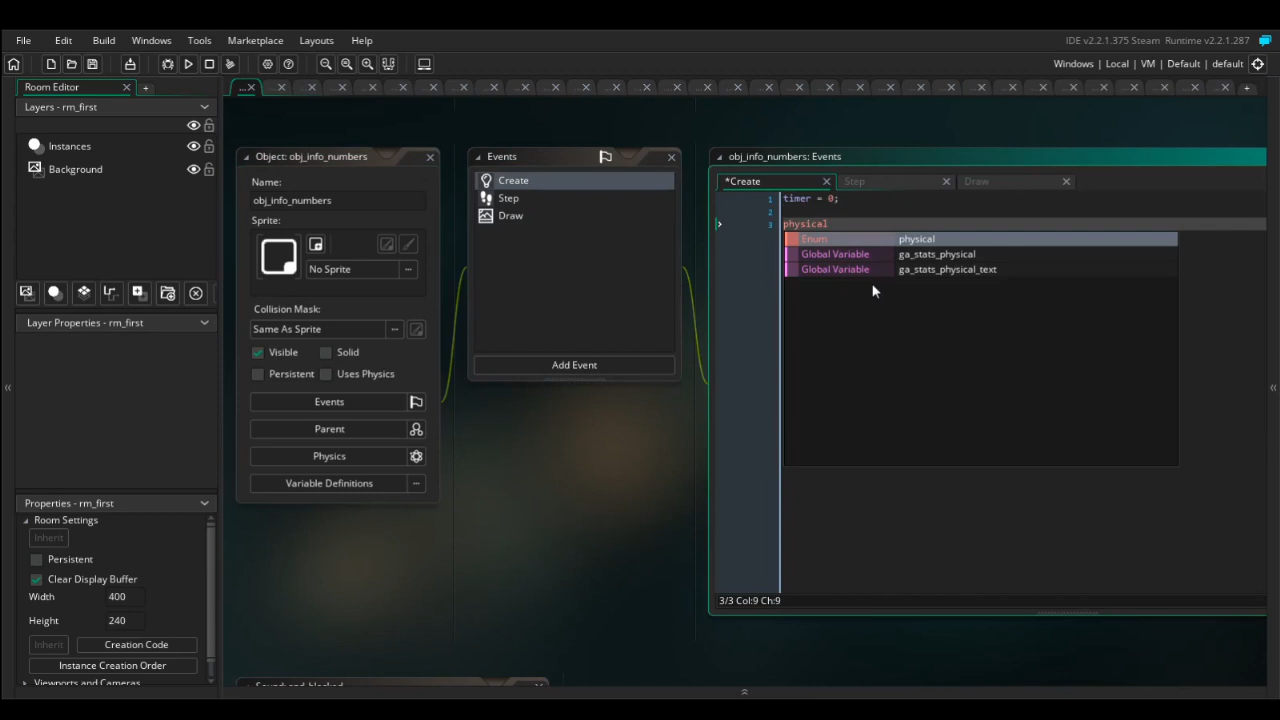 File Edit Build Windows Tools Marketplace Layouts Help
IDE v2.2.1.375 Steam Runtime v2.2.1.287
Windows | Local | VM | Default | default
Room Editor
Layers - rm_first
Instances
Background
Layer Properties - rm_first
Properties - rm_first
Room Settings
Inherit
Persistent
Clear Display Buffer
Width 400
Height 240
Inherit Creation Code
Instance Creation Order
Viewports and Cameras
Object: obj_info_numbers
Name:
obj_info_numbers
Sprite:
No Sprite
Collision Mask:
Same As Sprite
Visible Solid
Persistent Uses Physics
Events
Parent
Physics
Variable Definitions
Events
Create
Step
Draw
Add Event
obj_info_numbers: Events
*Create Step Draw
1 timer = 0;
2
3 physical
Enum physical
Global Variable ga_stats_physical
Global Variable ga_stats_physical_text
3/3 Col:9 Ch:9